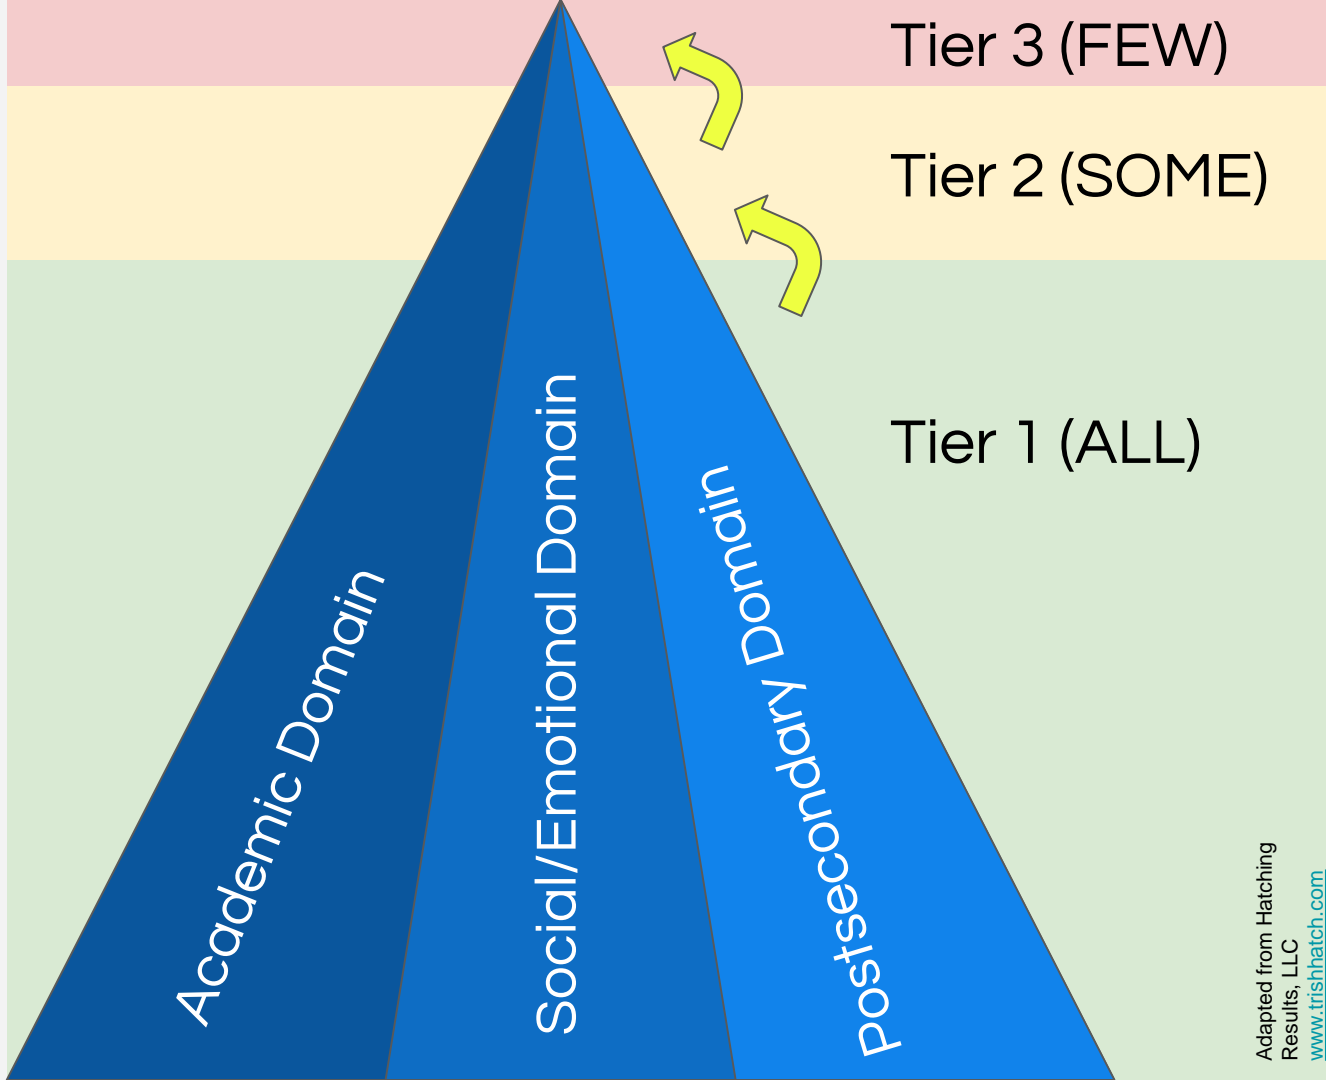 Tier 3 (FEW)
Tier 2 (SOME)
Tier 1 (ALL)
Academic Domain
Social/Emotional Domain
Postsecondary Domain
Adapted from Hatching
Results, LLC
www.trishhatch.com